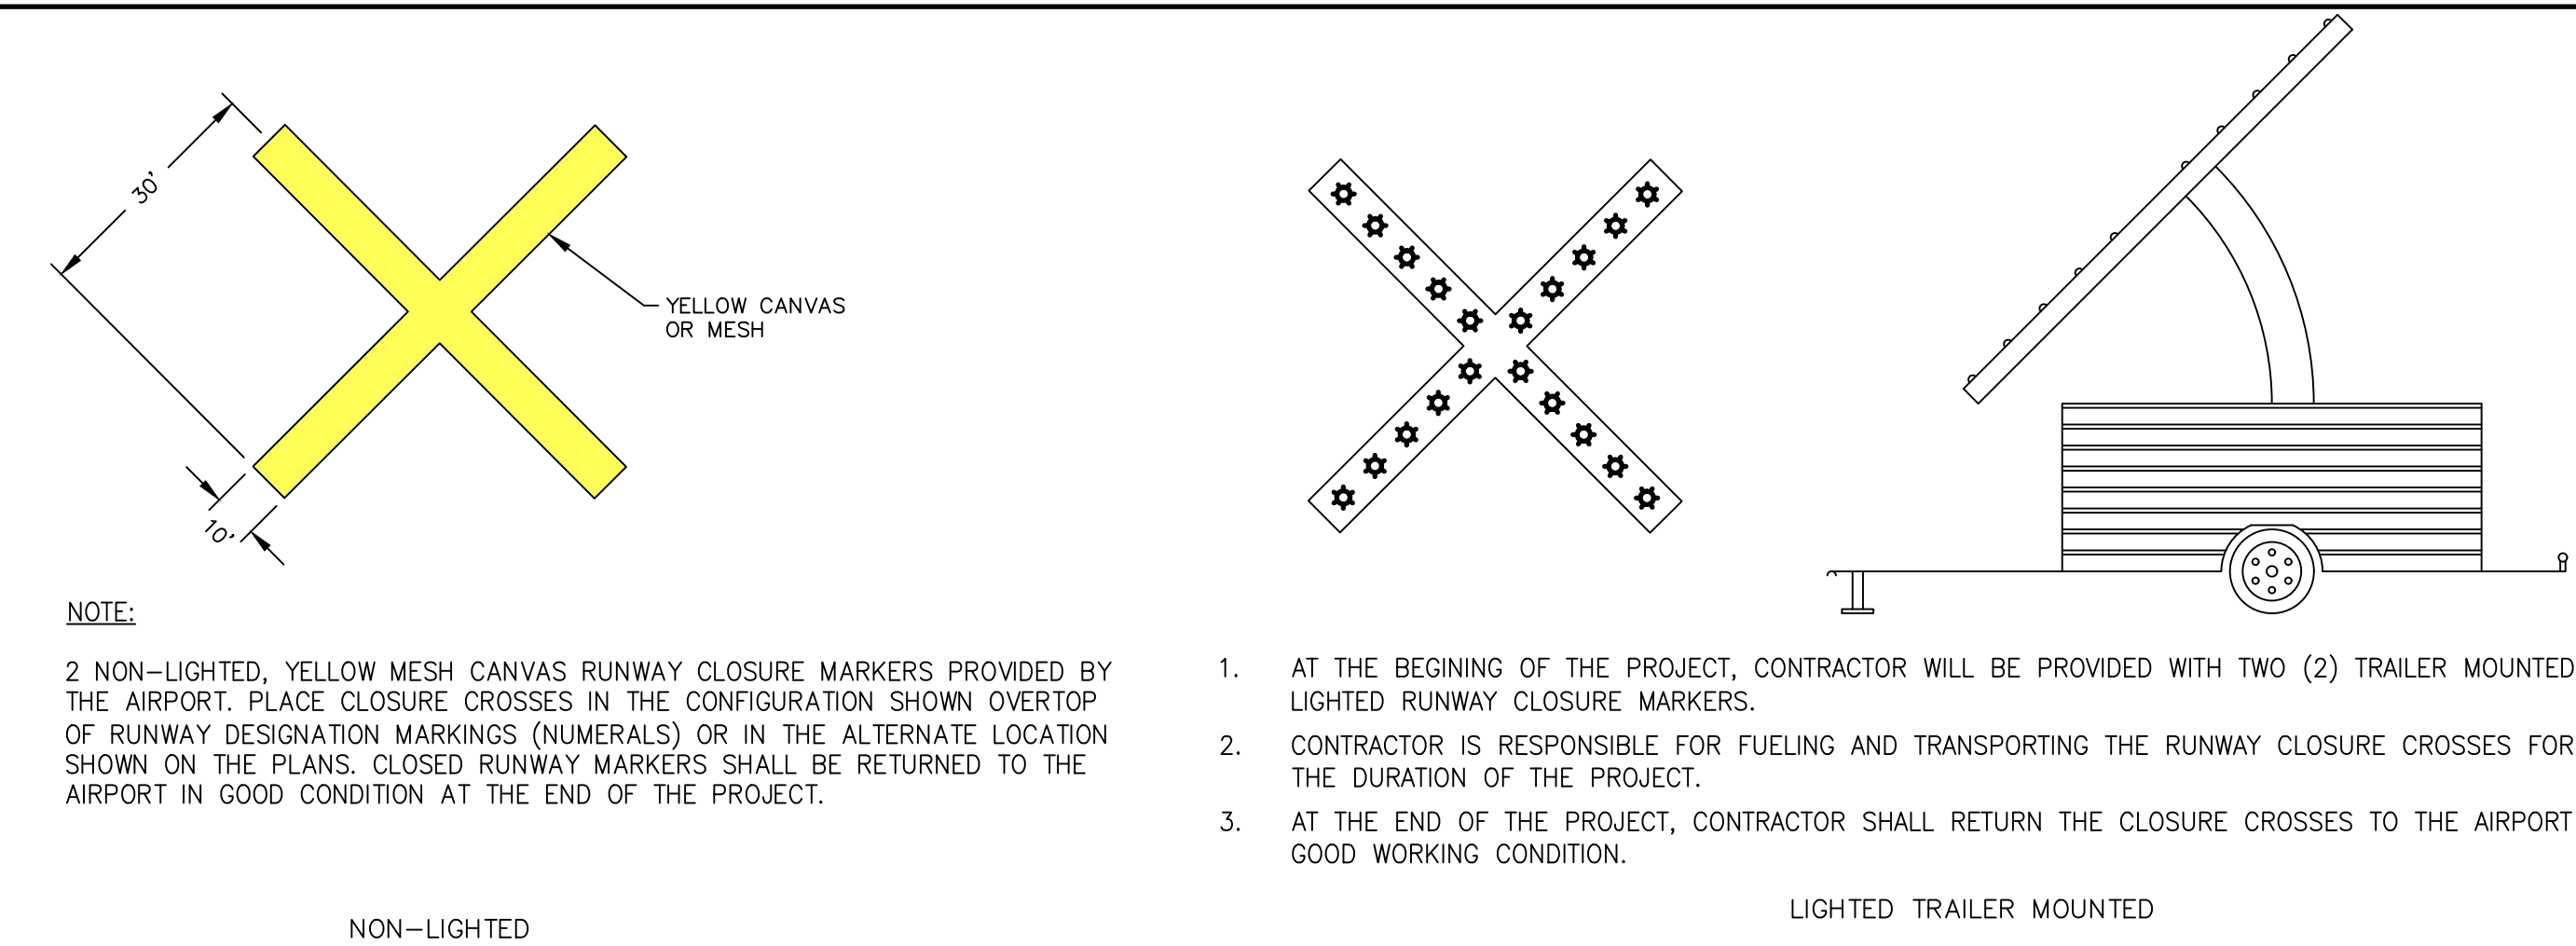 30'
10'
YELLOW CANVAS
OR MESH
NOTE:
2 NON-LIGHTED, YELLOW MESH CANVAS RUNWAY CLOSURE MARKERS PROVIDED BY
THE AIRPORT. PLACE CLOSURE CROSSES IN THE CONFIGURATION SHOWN OVERTOP
OF RUNWAY DESIGNATION MARKINGS (NUMERALS) OR IN THE ALTERNATE LOCATION
SHOWN ON THE PLANS. CLOSED RUNWAY MARKERS SHALL BE RETURNED TO THE
AIRPORT IN GOOD CONDITION AT THE END OF THE PROJECT.
NON-LIGHTED
1. AT THE BEGINING OF THE PROJECT, CONTRACTOR WILL BE PROVIDED WITH TWO (2) TRAILER MOUNTED
LIGHTED RUNWAY CLOSURE MARKERS.
2. CONTRACTOR IS RESPONSIBLE FOR FUELING AND TRANSPORTING THE RUNWAY CLOSURE CROSSES FOR
THE DURATION OF THE PROJECT.
3. AT THE END OF THE PROJECT, CONTRACTOR SHALL RETURN THE CLOSURE CROSSES TO THE AIRPORT
GOOD WORKING CONDITION.
LIGHTED TRAILER MOUNTED